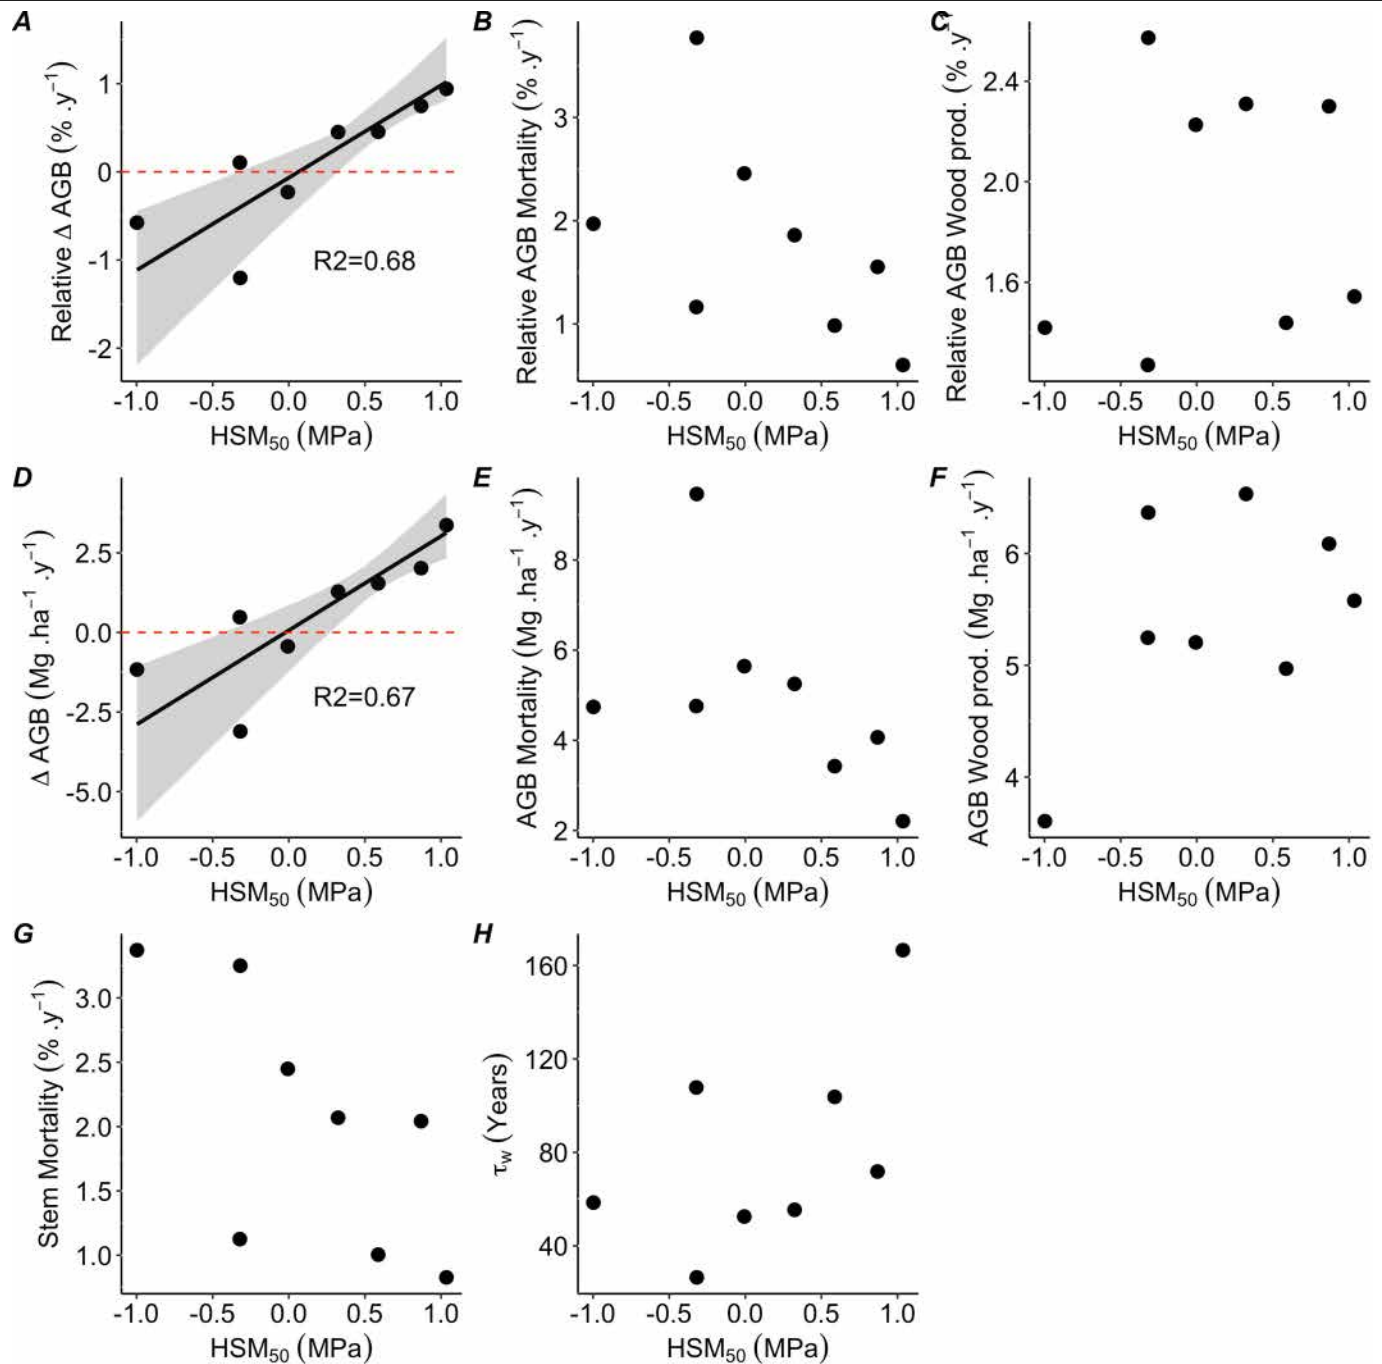 A
Relative Δ AGB (% .y⁻¹)
1
0
-1
-2
R2=0.68
-1.0 -0.5 0.0 0.5 1.0
HSM₅₀ (MPa)
B
Relative AGB Mortality (% .y⁻¹)
3
2
1
-1.0 -0.5 0.0 0.5 1.0
HSM₅₀ (MPa)
C
Relative AGB Wood prod. (% .y⁻¹)
2.4
2.0
1.6
-1.0 -0.5 0.0 0.5 1.0
HSM₅₀ (MPa)
D
Δ AGB (Mg .ha⁻¹ .y⁻¹)
2.5
0.0
-2.5
-5.0
R2=0.67
-1.0 -0.5 0.0 0.5 1.0
HSM₅₀ (MPa)
E
AGB Mortality (Mg .ha⁻¹ .y⁻¹)
8
6
4
2
-1.0 -0.5 0.0 0.5 1.0
HSM₅₀ (MPa)
F
AGB Wood prod. (Mg .ha⁻¹ .y⁻¹)
6
5
4
-1.0 -0.5 0.0 0.5 1.0
HSM₅₀ (MPa)
G
Stem Mortality (% .y⁻¹)
3.0
2.5
2.0
1.5
1.0
-1.0 -0.5 0.0 0.5 1.0
HSM₅₀ (MPa)
H
τw (Years)
160
120
80
40
-1.0 -0.5 0.0 0.5 1.0
HSM₅₀ (MPa)